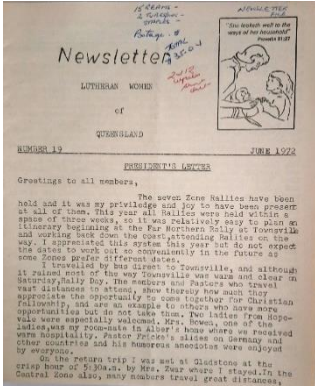 15 REAMS -
NEWSLETTER
FILE
"She looketh well to the
ways of her household"
Proverbs 31:27
Newsletter
LUTHERAN WOMEN
of
QUEENSLAND
NUMBER 19
JUNE 1972
PRESIDENT'S LETTER
Greetings to all members,
The seven Zone Rallies have been
held and it was my priviledge and joy to have been present
at all of them. This year all Rallies were held within a
space of three weeks, so it was relatively easy to plan an
itinerary beginning at the Far Northern Rally at Townsville
and working back down the coast, attending Rallies on the
way. I appreciated this system this year but do not expect
the dates to work out so conveniently in the future as
some Zones prefer different dates.
I travelled by bus direct to Townsville, and although
it rained most of the way Townsville was warm and clear on
Saturday, Rally Day. The members and Pastors who travel
vast distances to attend, show thereby how much they
appreciate the opportunity to come together for Christian
fellowship, and are an example to others who have more
opportunities but do not take them. Two ladies from Hope-
vale were especially welcomed. Mrs. Bowen, one of the
ladies, was my room-mate in Alber's home where we received
warm hospitality. Pastor Fricke's slides on Germany and
other countries and his numerous anecdotes were enjoyed
by everyone.
On the return trip I was met at Gladstone at the
crisp hour of 5.30a.m. by Mrs. Zwar where I stayed. In the
Central Zone also, many members travel great distances,